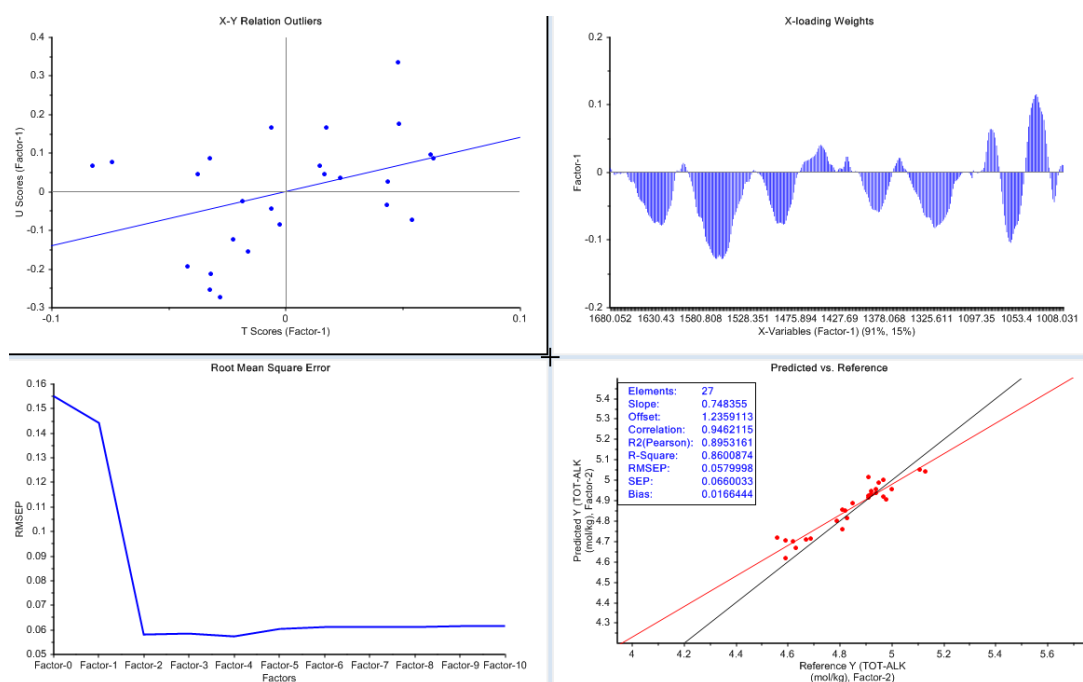 X-Y Relation Outliers
0.4
0.3
0.2
0.1
0
-0.1
-0.2
-0.3
U Scores (Factor-1)
-0.1
0
0.1
T Scores (Factor-1)
X-loading Weights
0.2
0.1
0
-0.1
-0.2
Factor-1
1680.052 1630.43 1580.808 1528.351 1475.894 1427.69 1378.068 1325.611 1097.35 1053.4 1008.031
X-Variables (Factor-1) (91%, 15%)
Root Mean Square Error
0.16
0.15
0.14
0.13
0.12
0.11
0.1
0.09
0.08
0.07
0.06
0.05
RMSEP
Factor-0 Factor-1 Factor-2 Factor-3 Factor-4 Factor-5 Factor-6 Factor-7 Factor-8 Factor-9 Factor-10
Factors
Predicted vs. Reference
Elements: 27
Slope: 0.748355
Offset: 1.2359113
Correlation: 0.9462115
R2(Pearson): 0.8953161
R-Square: 0.8600874
RMSEP: 0.0579998
SEP: 0.0660033
Bias: 0.0166444
5.4
5.3
5.2
5.1
5
4.9
4.8
4.7
4.6
4.5
4.4
4.3
Predicted Y (TOT-ALK
(mol/kg), Factor-2)
4 4.2 4.4 4.6 4.8 5 5.2 5.4 5.6
Reference Y (TOT-ALK
(mol/kg), Factor-2)